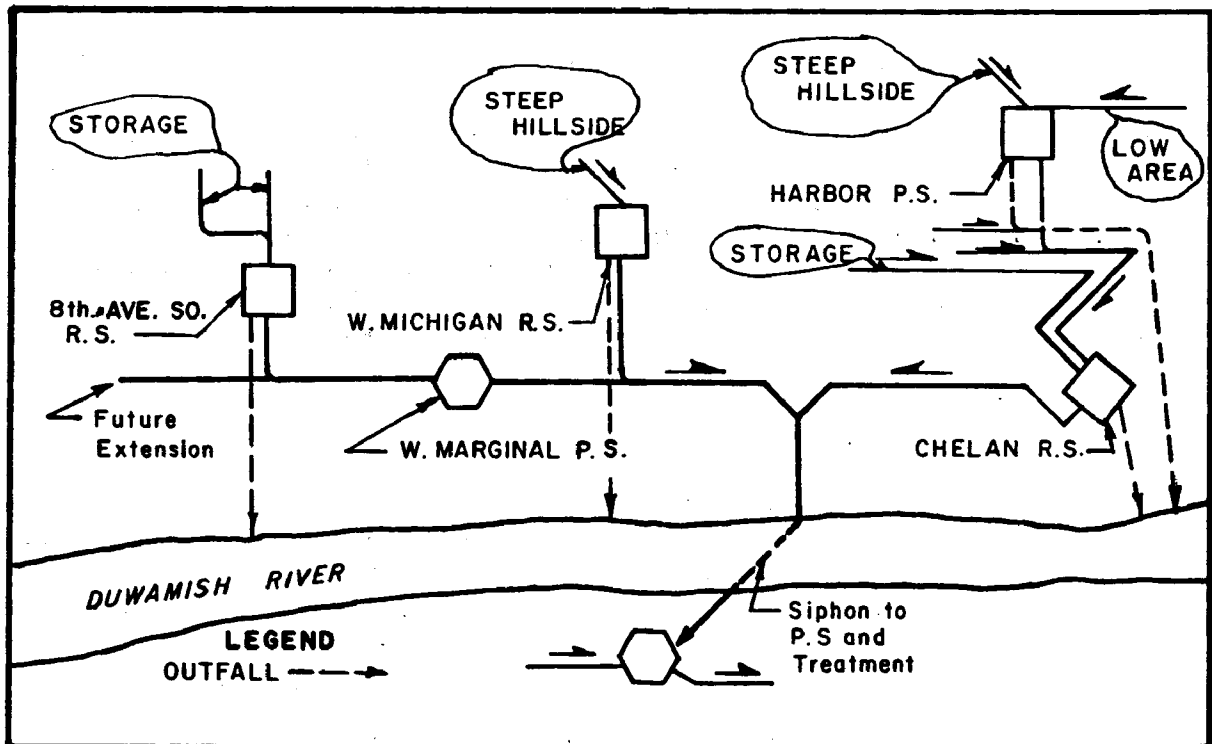 STEEP
HILLSIDE
STEEP
HILLSIDE
STORAGE
LOW
AREA
HARBOR P.S.
STORAGE
8th. AVE. SO.
R.S.
W. MICHIGAN R.S.
Future
Extension
W. MARGINAL P.S.
CHELAN R.S.
DUWAMISH RIVER
LEGEND
OUTFALL
Siphon to
P.S and
Treatment